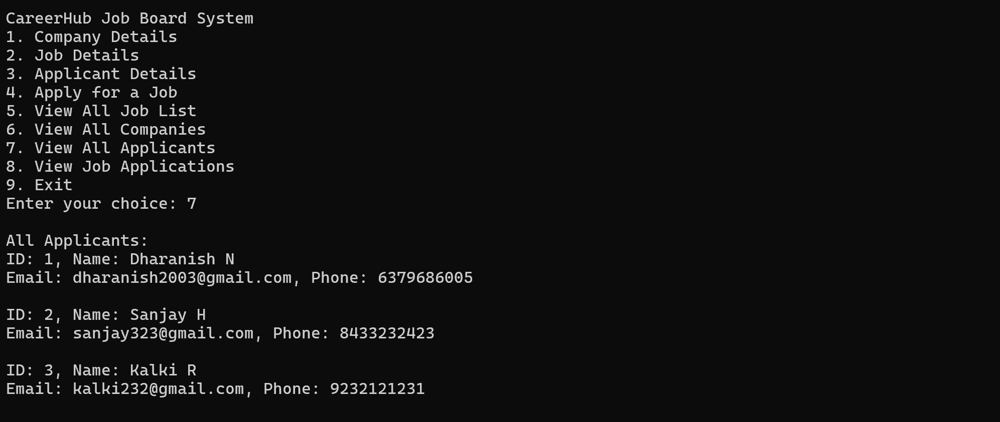 CareerHub Job Board System
1. Company Details
2. Job Details
3. Applicant Details
4. Apply for a Job
5. View All Job List
6. View All Companies
7. View All Applicants
8. View Job Applications
9. Exit
Enter your choice: 7
All Applicants:
ID: 1, Name: Dharanish N
Email: dharanish2003@gmail.com, Phone: 6379686005
ID: 2, Name: Sanjay H
Email: sanjay323@gmail.com, Phone: 8433232423
ID: 3, Name: Kalki R
Email: kalki232@gmail.com, Phone: 9232121231